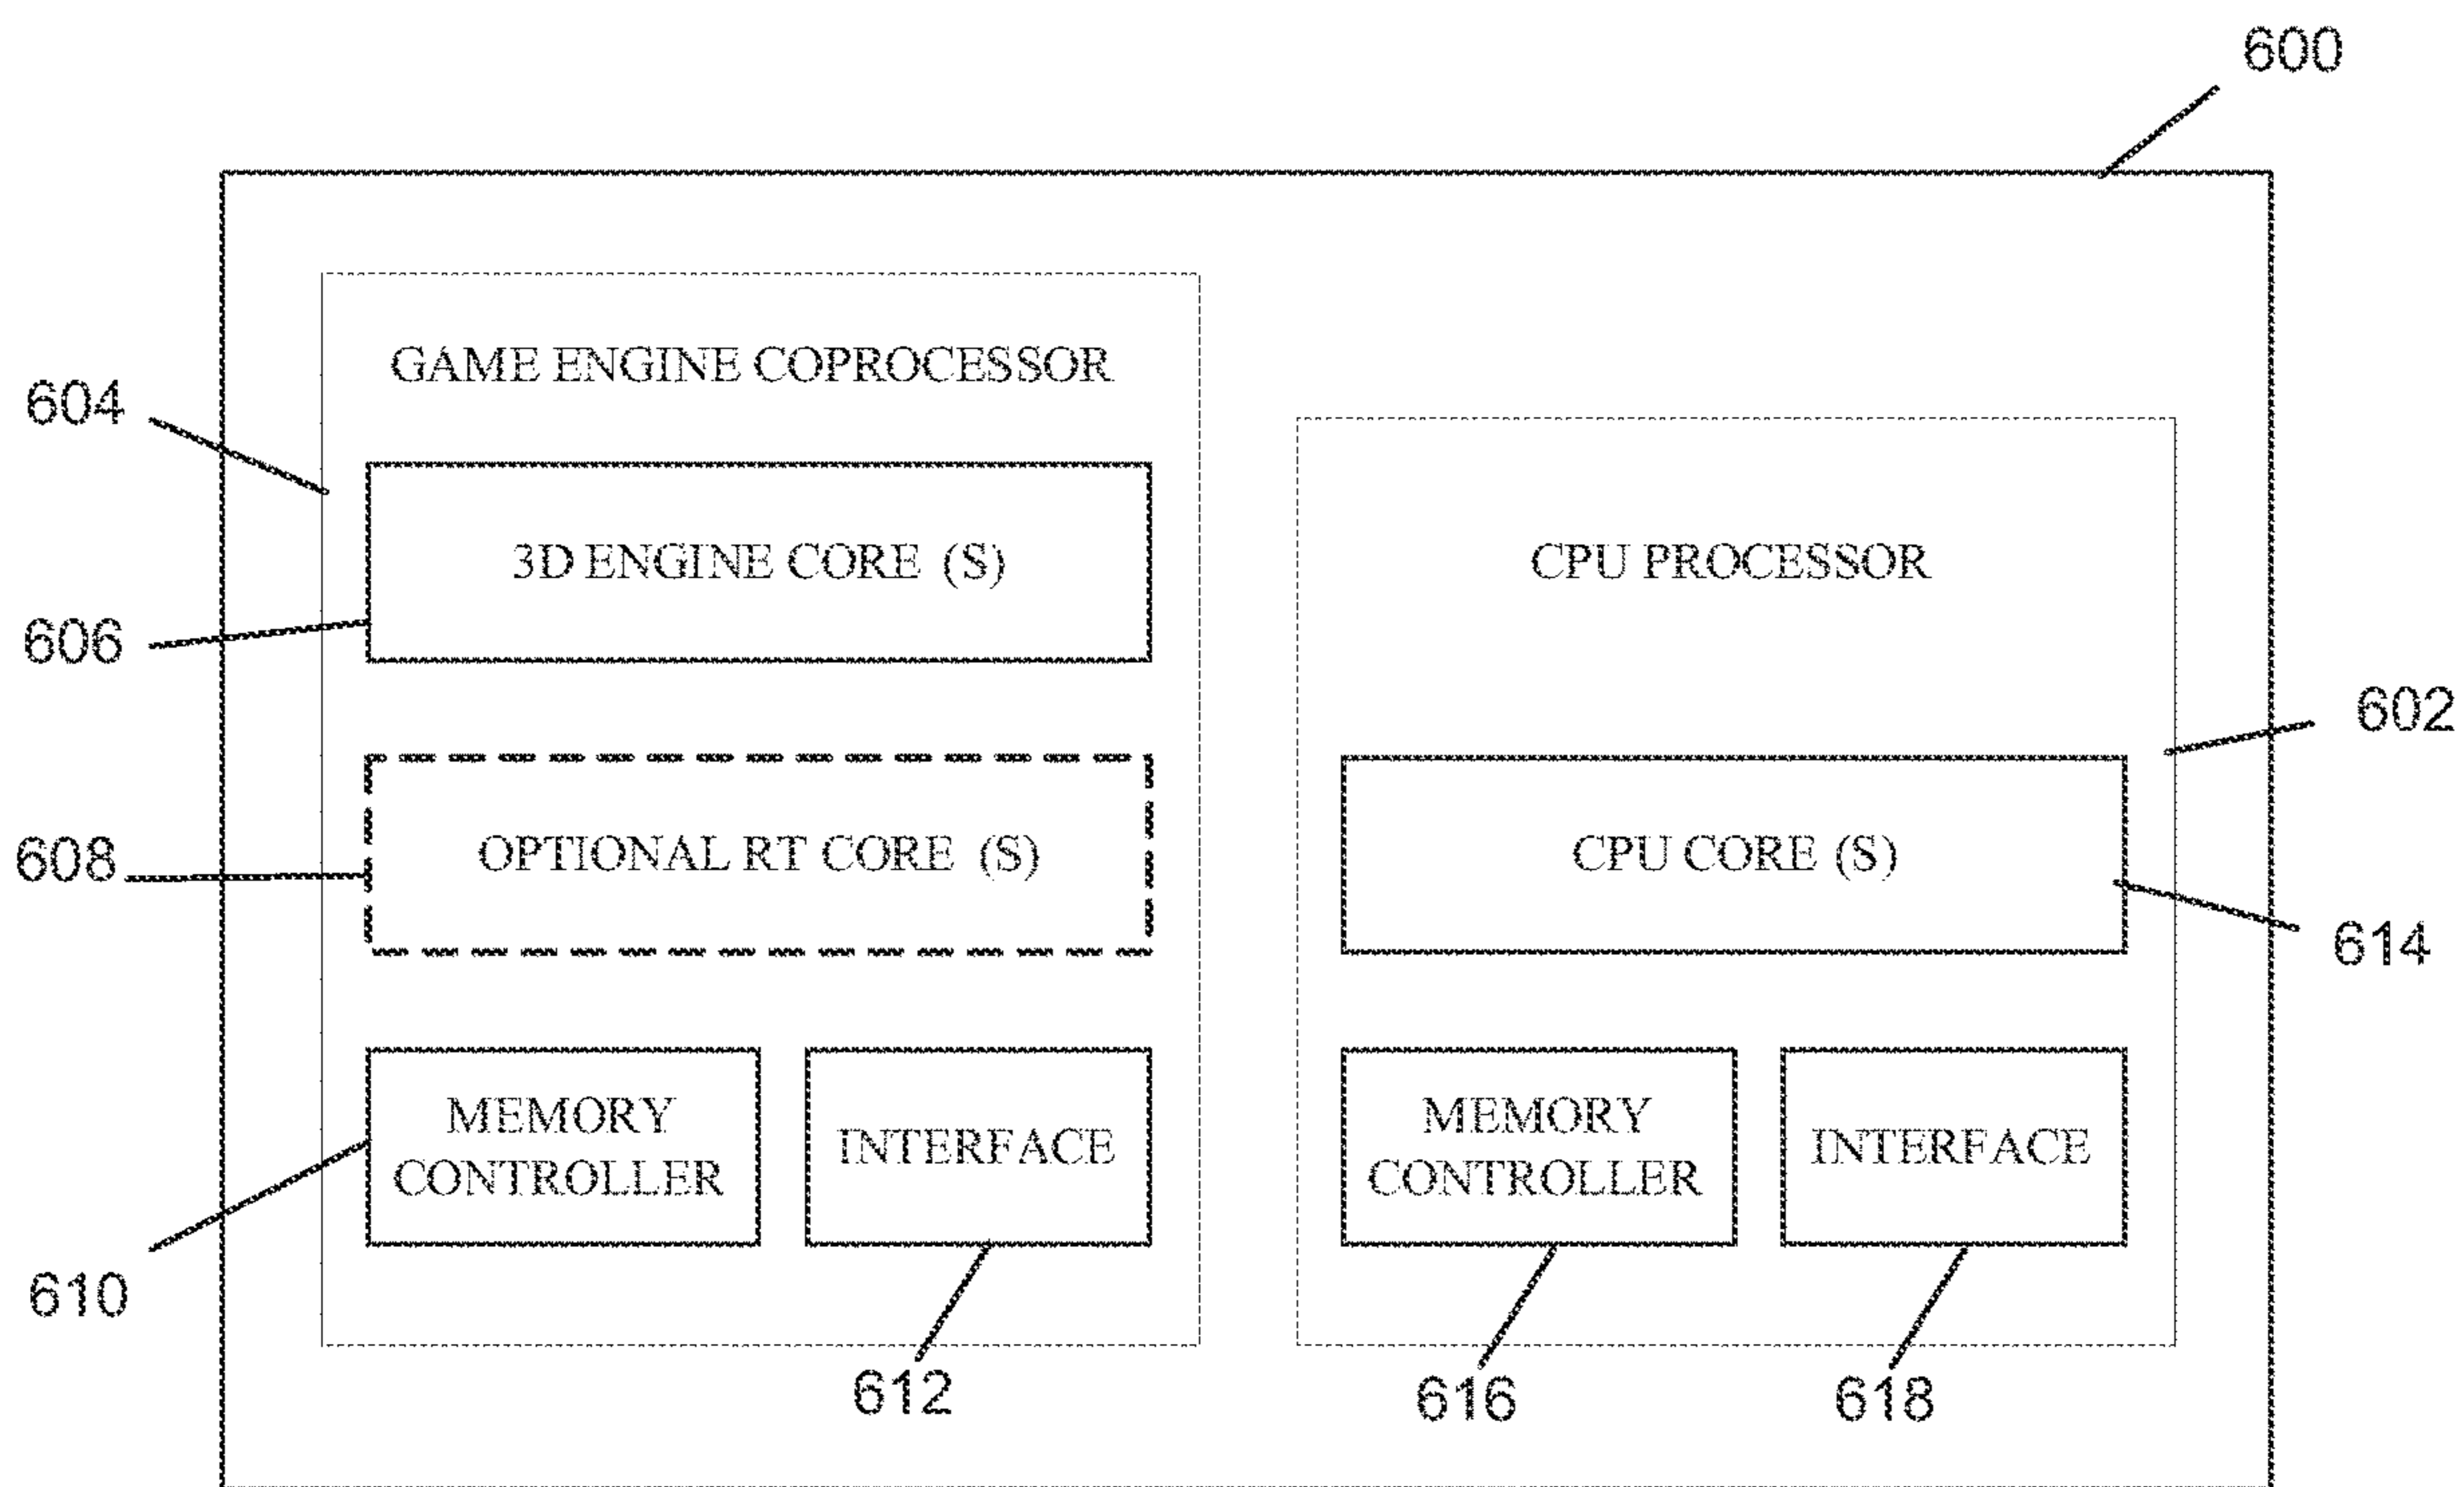 600
GAME ENGINE COPROCESSOR
604
3D ENGINE CORE (S)
606
CPU PROCESSOR
602
OPTIONAL RT CORE (S)
608
CPU CORE (S)
614
MEMORY
CONTROLLER
INTERFACE
MEMORY
CONTROLLER
INTERFACE
610
612
616
618